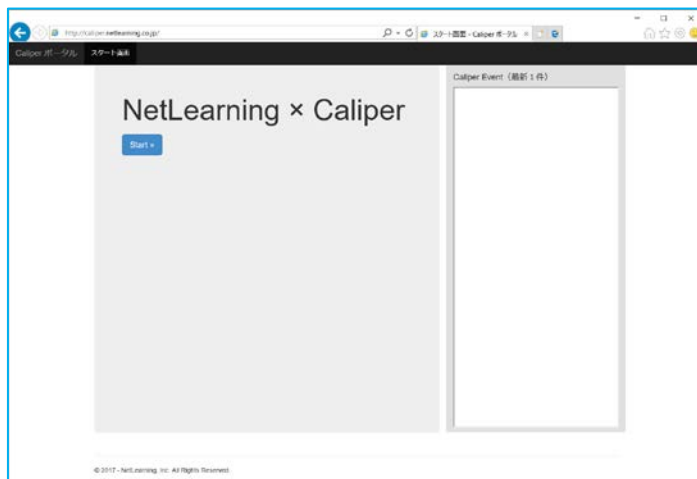 http://caliper.netlearning.co.jp/
スタート画面 - Caliper ポータル
Caliper ポータル スタート画面
Caliper Event（最新 1 件）
NetLearning × Caliper
Start »
© 2017 - NetLearning, Inc. All Rights Reserved.